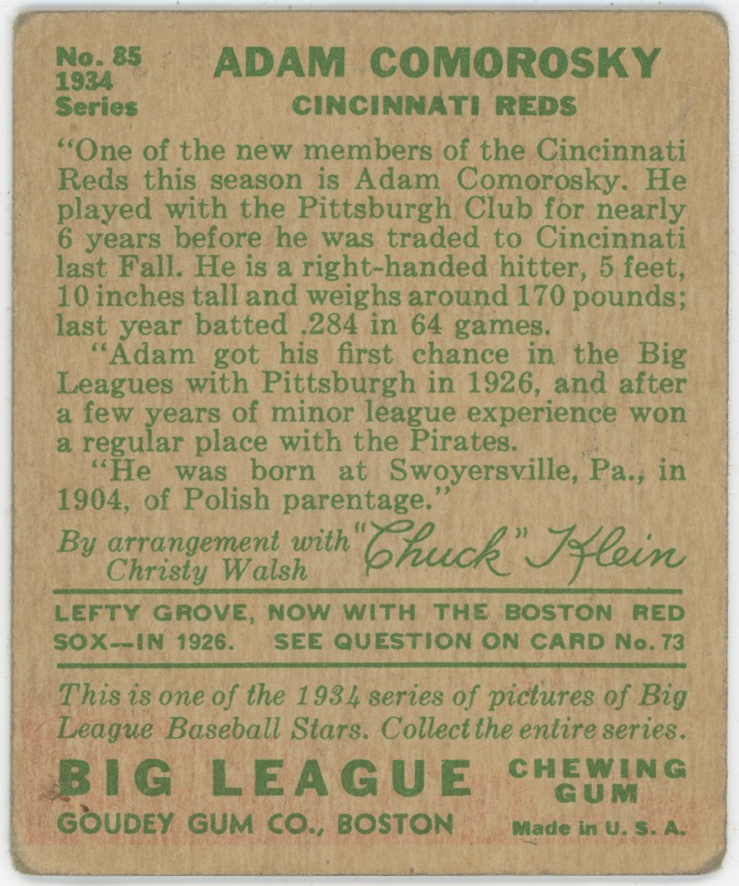 No. 85
1934
Series
ADAM COMOROSKY
CINCINNATI REDS
"One of the new members of the Cincinnati
Reds this season is Adam Comorosky. He
played with the Pittsburgh Club for nearly
6 years before he was traded to Cincinnati
last Fall. He is a right-handed hitter, 5 feet,
10 inches tall and weighs around 170 pounds;
last year batted .284 in 64 games.
"Adam got his first chance in the Big
Leagues with Pittsburgh in 1926, and after
a few years of minor league experience won
a regular place with the Pirates.
"He was born at Swoyersville, Pa., in
1904, of Polish parentage."
By arrangement with "Chuck" Klein
Christy Walsh
LEFTY GROVE, NOW WITH THE BOSTON RED
SOX—IN 1926. SEE QUESTION ON CARD No. 73
This is one of the 1934 series of pictures of Big
League Baseball Stars. Collect the entire series.
BIG LEAGUE CHEWING GUM
GOUDEY GUM CO., BOSTON Made in U. S. A.